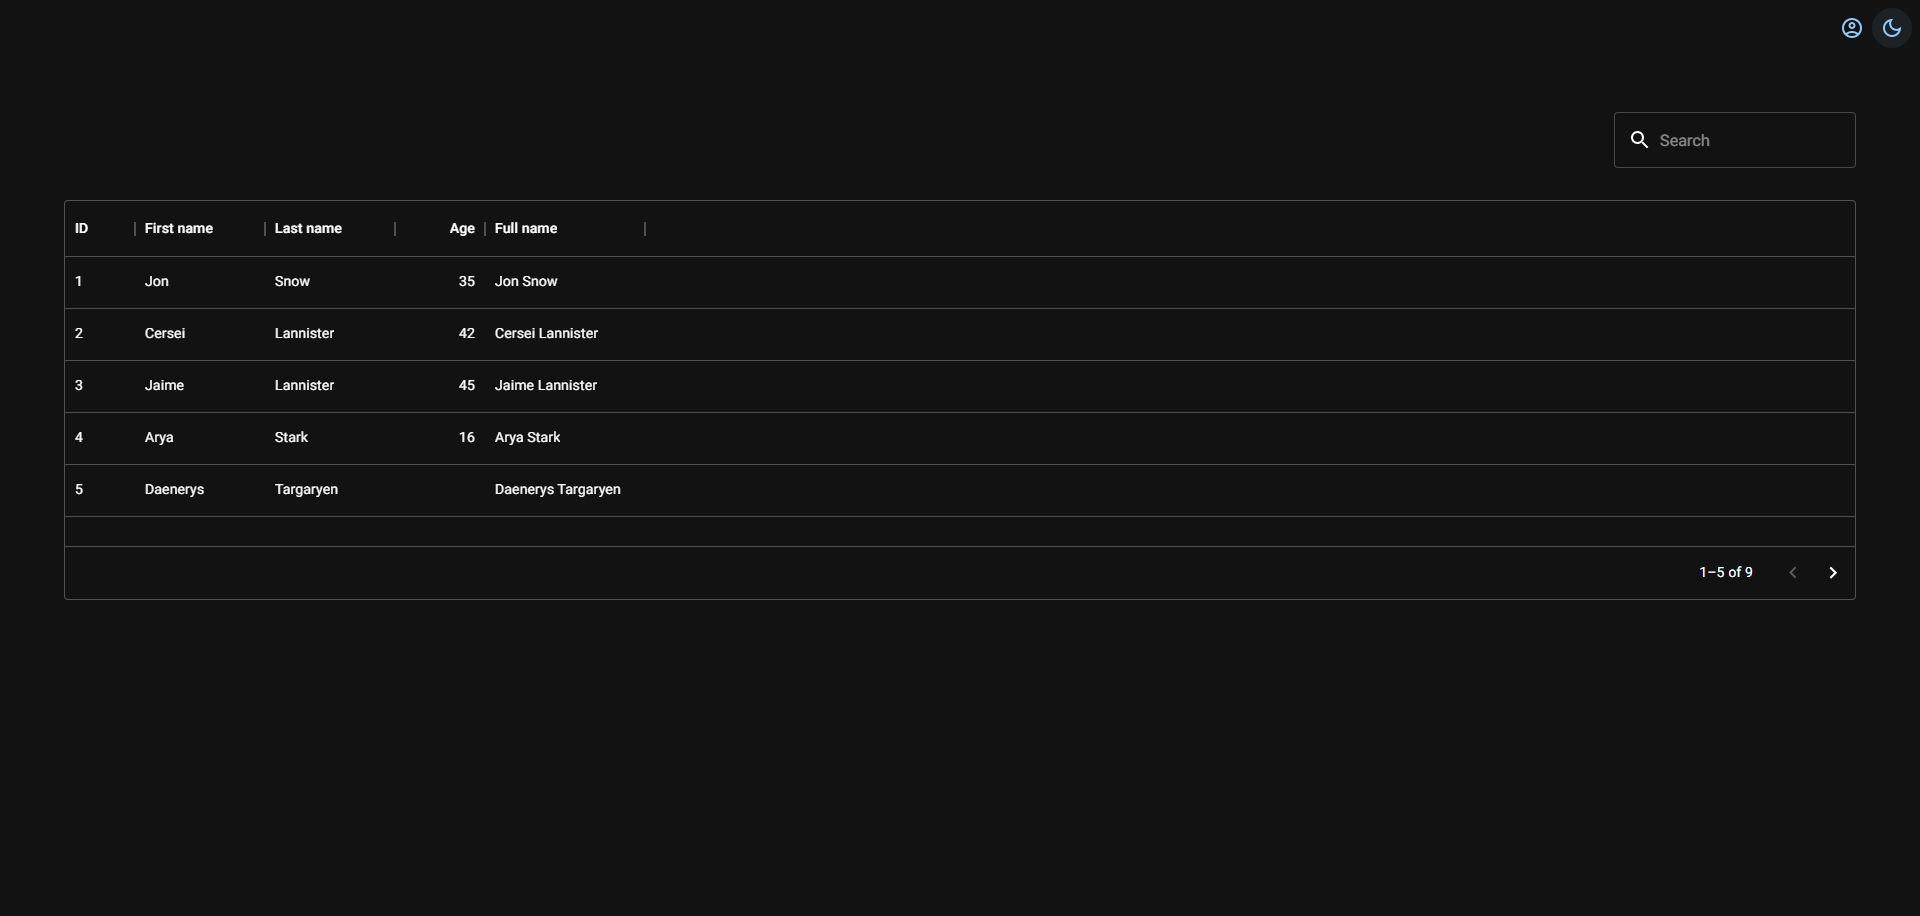 Search
ID First name Last name Age Full name
1 Jon Snow 35 Jon Snow
2 Cersei Lannister 42 Cersei Lannister
3 Jaime Lannister 45 Jaime Lannister
4 Arya Stark 16 Arya Stark
5 Daenerys Targaryen Daenerys Targaryen
1–5 of 9